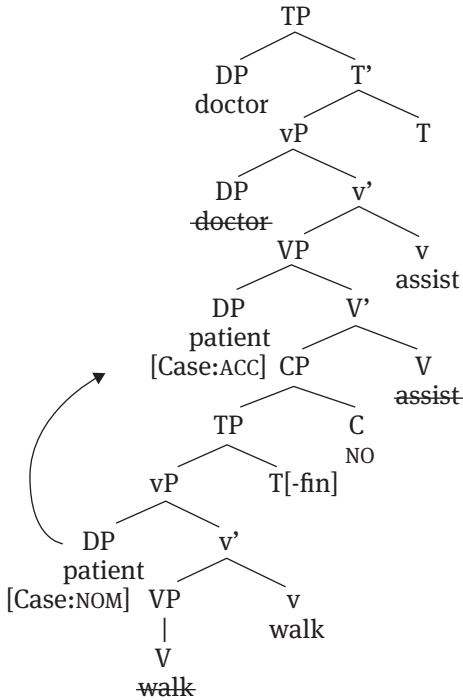 TP
DP T’
doctor
vP T
DP v’
doctor
VP v
assist
DP V’
patient
[Case:ACC] CP V
assist
TP C
NO
vP T[-fin]
DP v’
patient
[Case:NOM] VP v
walk
V
walk